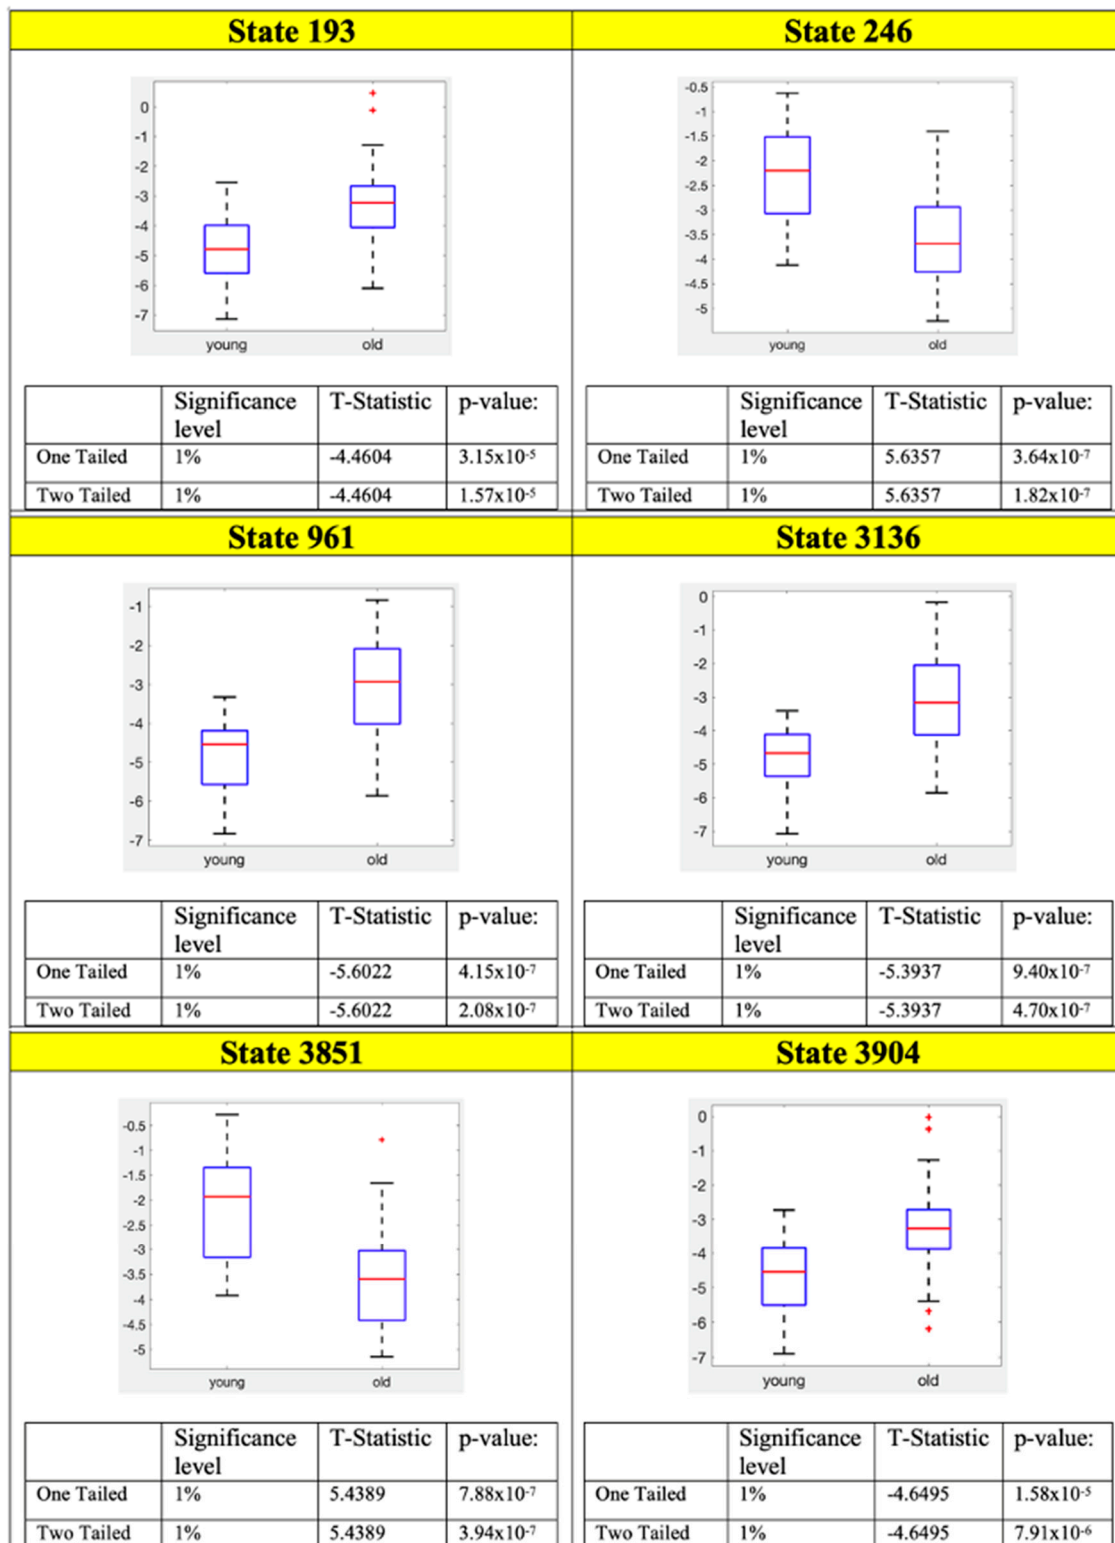 State 193
0
-1
-2
-3
-4
-5
-6
-7
young old
Significance level T-Statistic p-value:
One Tailed 1% -4.4604 3.15x10⁻⁵
Two Tailed 1% -4.4604 1.57x10⁻⁵
State 246
-0.5
-1
-1.5
-2
-2.5
-3
-3.5
-4
-4.5
-5
young old
Significance level T-Statistic p-value:
One Tailed 1% 5.6357 3.64x10⁻⁷
Two Tailed 1% 5.6357 1.82x10⁻⁷
State 961
-1
-2
-3
-4
-5
-6
-7
young old
Significance level T-Statistic p-value:
One Tailed 1% -5.6022 4.15x10⁻⁷
Two Tailed 1% -5.6022 2.08x10⁻⁷
State 3136
0
-1
-2
-3
-4
-5
-6
-7
young old
Significance level T-Statistic p-value:
One Tailed 1% -5.3937 9.40x10⁻⁷
Two Tailed 1% -5.3937 4.70x10⁻⁷
State 3851
-0.5
-1
-1.5
-2
-2.5
-3
-3.5
-4
-4.5
-5
young old
Significance level T-Statistic p-value:
One Tailed 1% 5.4389 7.88x10⁻⁷
Two Tailed 1% 5.4389 3.94x10⁻⁷
State 3904
0
-1
-2
-3
-4
-5
-6
-7
young old
Significance level T-Statistic p-value:
One Tailed 1% -4.6495 1.58x10⁻⁵
Two Tailed 1% -4.6495 7.91x10⁻⁶